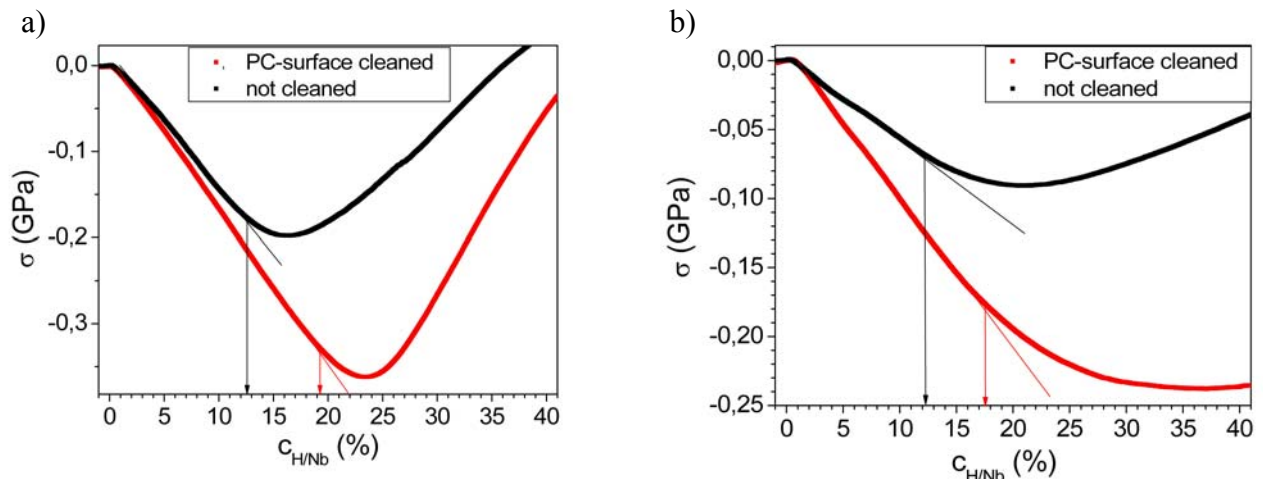 a)
PC-surface cleaned
not cleaned
0,0
-0,1
-0,2
-0,3
σ (GPa)
0 5 10 15 20 25 30 35 40
c_H/Nb (%)
b)
PC-surface cleaned
not cleaned
0,00
-0,05
-0,10
-0,15
-0,20
-0,25
σ (GPa)
0 5 10 15 20 25 30 35 40
c_H/Nb (%)